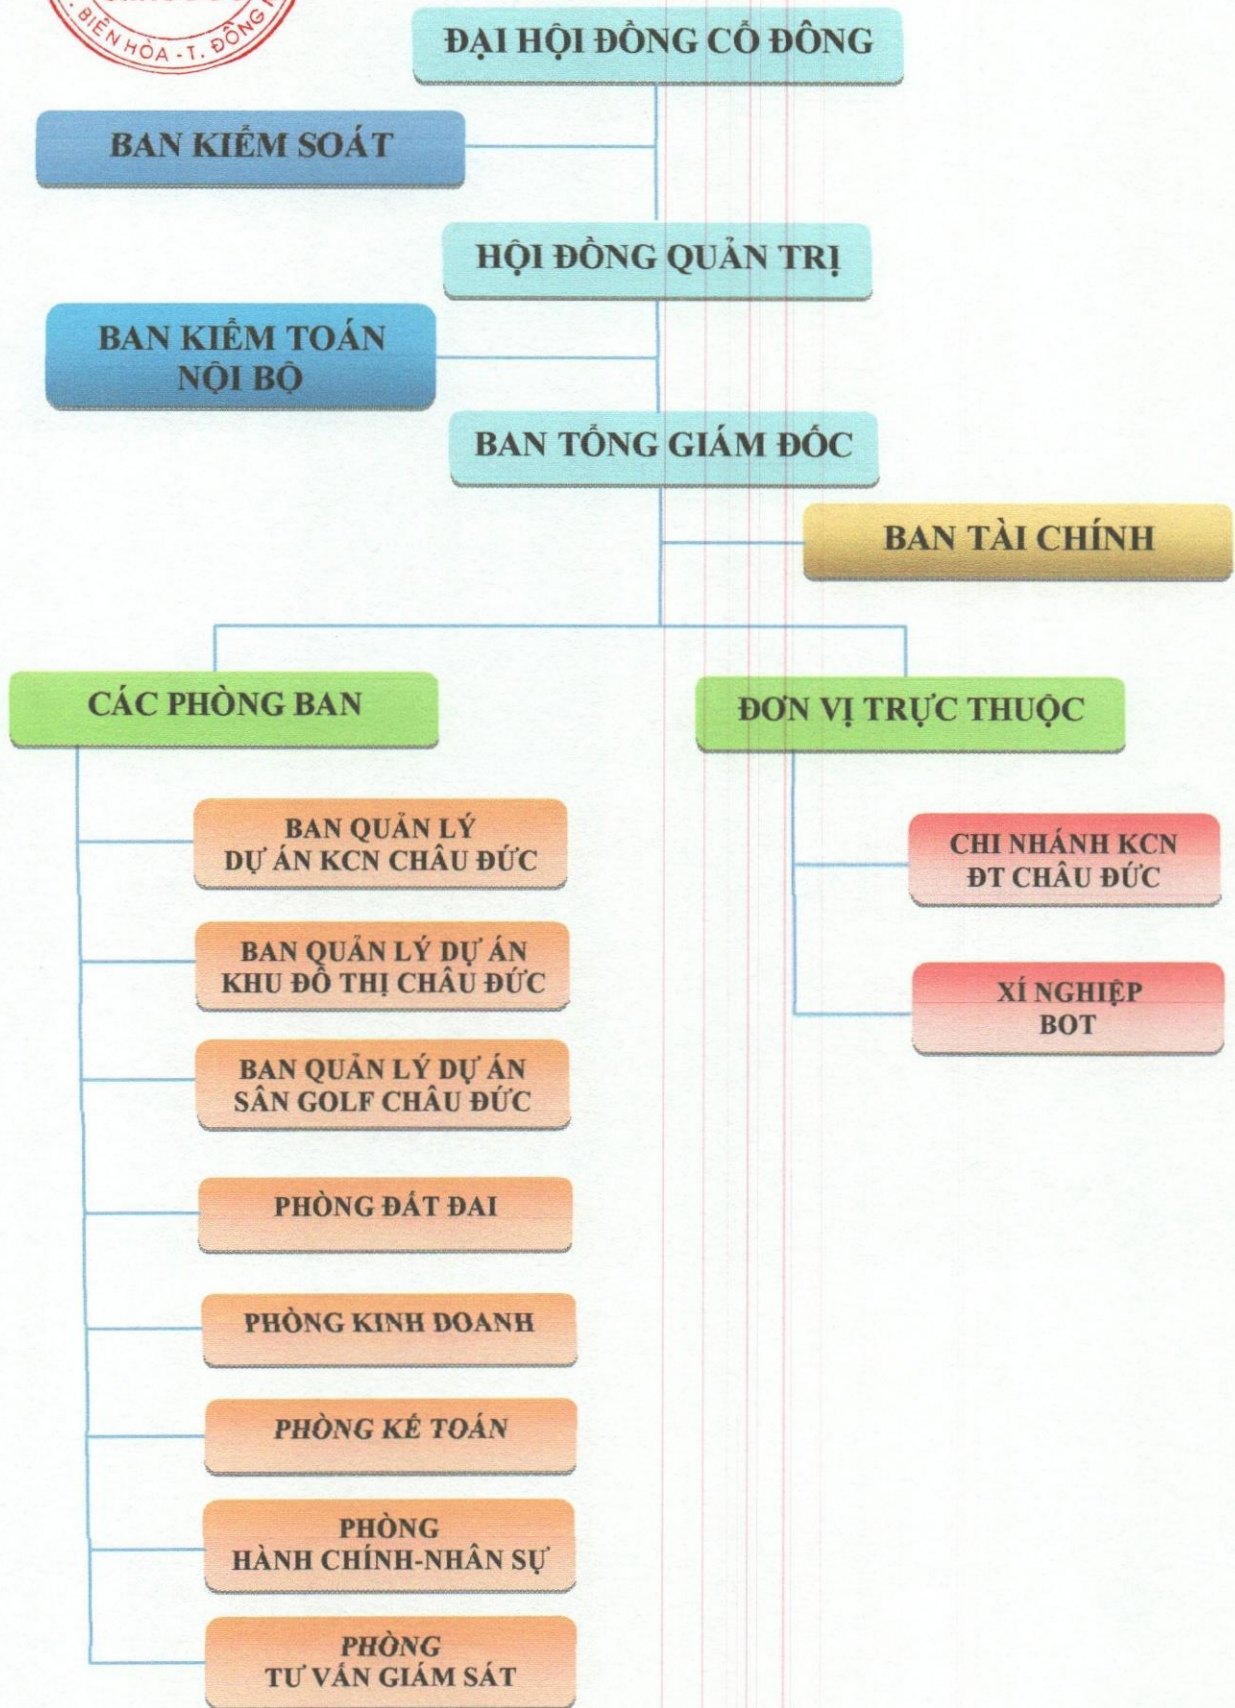 BIÊN HÒA - T. ĐỒNG
ĐẠI HỘI ĐỒNG CỔ ĐÔNG
BAN KIỂM SOÁT
HỘI ĐỒNG QUẢN TRỊ
BAN KIỂM TOÁN
NỘI BỘ
BAN TỔNG GIÁM ĐỐC
BAN TÀI CHÍNH
CÁC PHÒNG BAN
ĐƠN VỊ TRỰC THUỘC
BAN QUẢN LÝ
DỰ ÁN KCN CHÂU ĐỨC
BAN QUẢN LÝ DỰ ÁN
KHU ĐÔ THỊ CHÂU ĐỨC
BAN QUẢN LÝ DỰ ÁN
SÂN GOLF CHÂU ĐỨC
PHÒNG ĐẤT ĐAI
PHÒNG KINH DOANH
PHÒNG KẾ TOÁN
PHÒNG
HÀNH CHÍNH-NHÂN SỰ
PHÒNG
TƯ VẤN GIÁM SÁT
CHI NHÁNH KCN
ĐT CHÂU ĐỨC
XÍ NGHIỆP
BOT